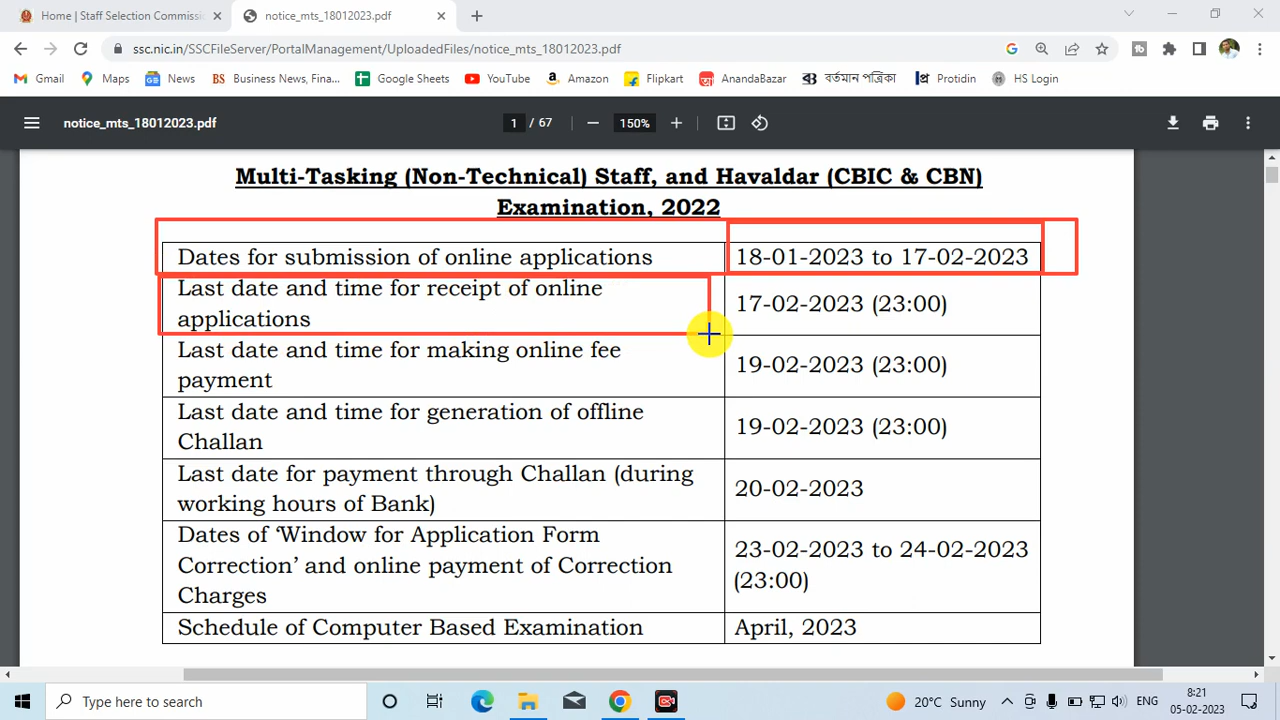 Home | Staff Selection Commissi
notice_mts_18012023.pdf
ssc.nic.in/SSCFileServer/PortalManagement/UploadedFiles/notice_mts_18012023.pdf
Gmail Maps News BS Business News, Fina... Google Sheets YouTube Amazon Flipkart AnandaBazar বর্তমান পত্রিকা Protidin HS Login
notice_mts_18012023.pdf 1 / 67 150%
Multi-Tasking (Non-Technical) Staff, and Havaldar (CBIC & CBN)
Examination, 2022
Dates for submission of online applications 18-01-2023 to 17-02-2023
Last date and time for receipt of online
applications
17-02-2023 (23:00)
Last date and time for making online fee
payment
19-02-2023 (23:00)
Last date and time for generation of offline
Challan
19-02-2023 (23:00)
Last date for payment through Challan (during
working hours of Bank)
20-02-2023
Dates of ‘Window for Application Form
Correction’ and online payment of Correction
Charges
23-02-2023 to 24-02-2023
(23:00)
Schedule of Computer Based Examination April, 2023
Type here to search
20°C Sunny
ENG
8:21
05-02-2023